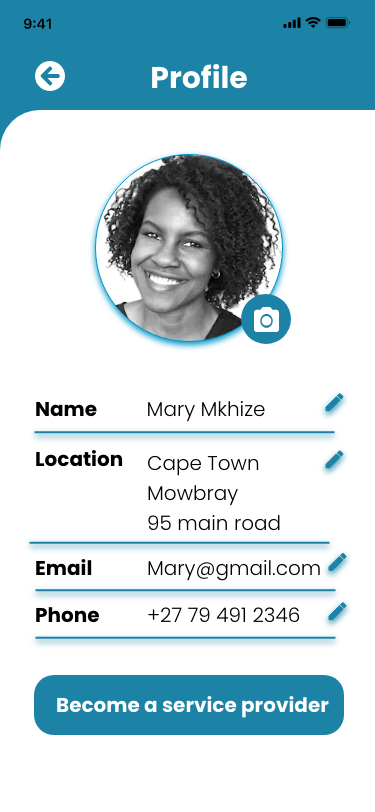 9:41
Profile
Name Mary Mkhize
Location Cape Town
Mowbray
95 main road
Email Mary@gmail.com
Phone +27 79 491 2346
Become a service provider